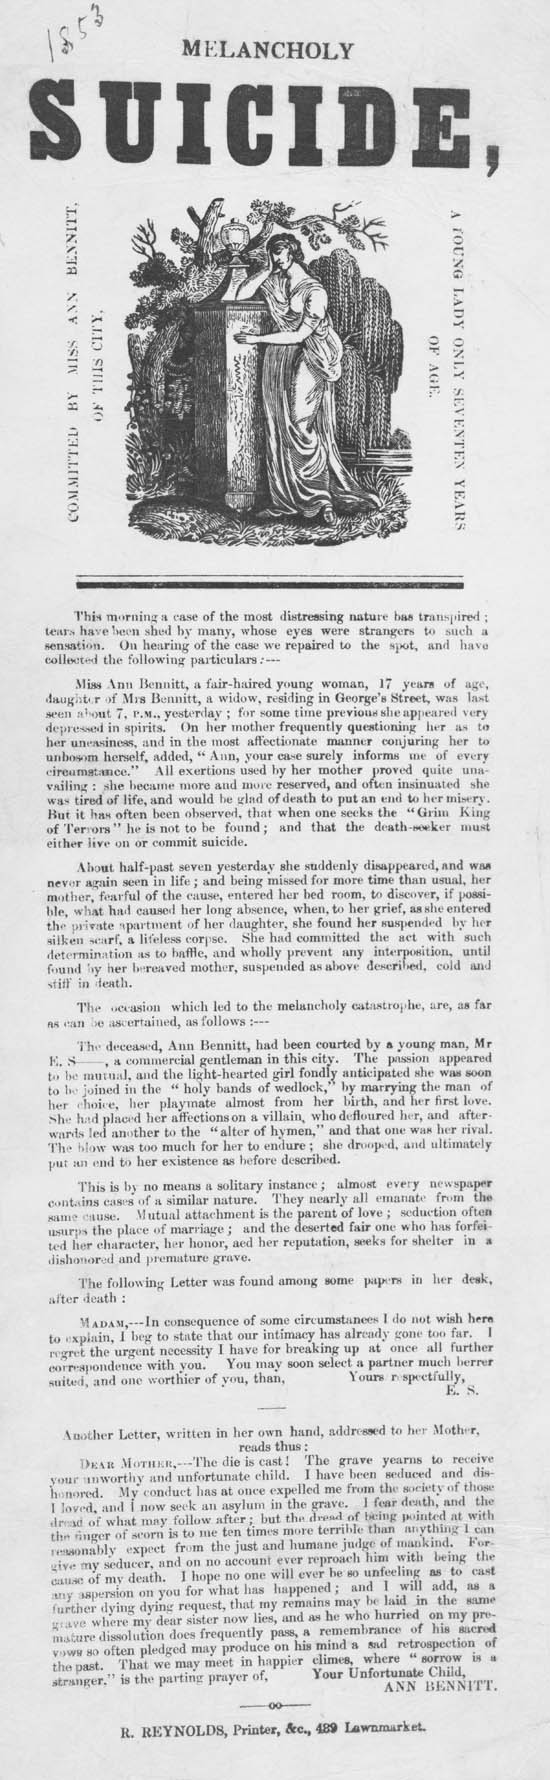 1853
MELANCHOLY
SUICIDE,
COMMITTED BY MISS ANN BENNITT,
OF THIS CITY,
A YOUNG LADY ONLY SEVENTEN YEARS
OF AGE.
This morning a case of the most distressing nature has transpired ;
tears have been shed by many, whose eyes were strangers to such a
sensation. On hearing of the case we repaired to the spot, and have
collected the following particulars :---
Miss Ann Bennitt, a fair-haired young woman, 17 years of age,
daughter of Mrs Bennitt, a widow, residing in George's Street, was last
seen about 7, P.M., yesterday ; for some time previous she appeared very
depressed in spirits. On her mother frequently questioning her as to
her uneasiness, and in the most affectionate manner conjuring her to
unbosom herself, added, " Ann, your case surely informs me of every
circumstance." All exertions used by her mother proved quite una-
vailing : she became more and more reserved, and often insinuated she
was tired of life, and would be glad of death to put an end to her misery.
But it has often been observed, that when one seeks the "Grim King
of Terrors" he is not to be found ; and that the death-seeker must
either live on or commit suicide.
About half-past seven yesterday she suddenly disappeared, and was
never again seen in life ; and being missed for more time than usual, her
mother, fearful of the cause, entered her bed room, to discover, if possi-
ble, what had caused her long absence, when, to her grief, as she entered
the private apartment of her daughter, she found her suspended by her
silken scarf, a lifeless corpse. She had committed the act with such
determination as to baffle, and wholly prevent any interposition, until
found by her bereaved mother, suspended as above described, cold and
stiff in death.
The occasion which led to the melancholy catastrophe, are, as far
as can be ascertained, as follows :---
The deceased, Ann Bennitt, had been courted by a young man, Mr
E. S——, a commercial gentleman in this city. The passion appeared
to be mutual, and the light-hearted girl fondly anticipated she was soon
to be joined in the " holy bands of wedlock," by marrying the man of
her choice, her playmate almost from her birth, and her first love.
She had placed her affections on a villain, who defloured her, and after-
wards led another to the "alter of hymen," and that one was her rival.
The blow was too much for her to endure ; she drooped, and ultimately
put an end to her existence as before described.
This is by no means a solitary instance ; almost every newspaper
contains cases of a similar nature. They nearly all emanate from the
same cause. Mutual attachment is the parent of love ; seduction often
usurps the place of marriage ; and the deserted fair one who has forfei-
ted her character, her honor, aed her reputation, seeks for shelter in a
dishonored and premature grave.
The following Letter was found among some papers in her desk,
after death :
MADAM,---In consequence of some circumstances I do not wish here
to explain, I beg to state that our intimacy has already gone too far. I
regret the urgent necessity I have for breaking up at once all further
correspondence with you. You may soon select a partner much berrer
suited, and one worthier of you, than, Yours respectfully,
E. S.
Another Letter, written in her own hand, addressed to her Mother,
reads thus :
DEAR MOTHER,---The die is cast! The grave yearns to receive
your unworthy and unfortunate child. I have been seduced and dis-
honored. My conduct has at once expelled me from the society of those
I loved, and I now seek an asylum in the grave. I fear death, and the
dread of what may follow after ; but the dread of being pointed at with
the finger of scorn is to me ten times more terrible than anything I can
reasonably expect from the just and humane judge of mankind. For-
give my seducer, and on no account ever reproach him with being the
cause of my death. I hope no one will ever be so unfeeling as to cast
any aspersion on you for what has happened ; and I will add, as a
further dying dying request, that my remains may be laid in the same
grave where my dear sister now lies, and as he who hurried on my pre-
mature dissolution does frequently pass, a remembrance of his sacred
vows so often pledged may produce on his mind a sad retrospection of
the past. That we may meet in happier climes, where " sorrow is a
stranger," is the parting prayer of, Your Unfortunate Child,
ANN BENNITT.
R. REYNOLDS, Printer, &c., 489 Lawnmarket.